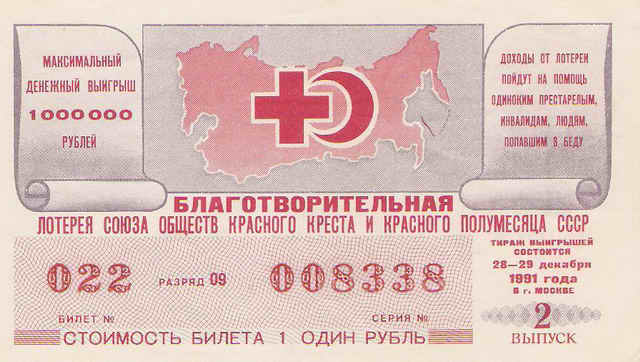 МАКСИМАЛЬНЫЙ
ДЕНЕЖНЫЙ ВЫИГРЫШ
1000000
РУБЛЕЙ
ДОХОДЫ ОТ ЛОТЕРЕИ
ПОЙДУТ НА ПОМОЩЬ
ОДИНОКИМ ПРЕСТАРЕЛЫМ,
ИНВАЛИДАМ, ЛЮДЯМ,
ПОПАВШИМ В БЕДУ
БЛАГОТВОРИТЕЛЬНАЯ
ЛОТЕРЕЯ СОЮЗА ОБЩЕСТВ КРАСНОГО КРЕСТА И КРАСНОГО ПОЛУМЕСЯЦА СССР
022 РАЗРЯД 09 008338
БИЛЕТ № СЕРИЯ №
СТОИМОСТЬ БИЛЕТА 1 ОДИН РУБЛЬ
ТИРАЖ ВЫИГРЫШЕЙ
СОСТОИТСЯ
28—29 декабря
1991 года
В г. МОСКВЕ
2
ВЫПУСК